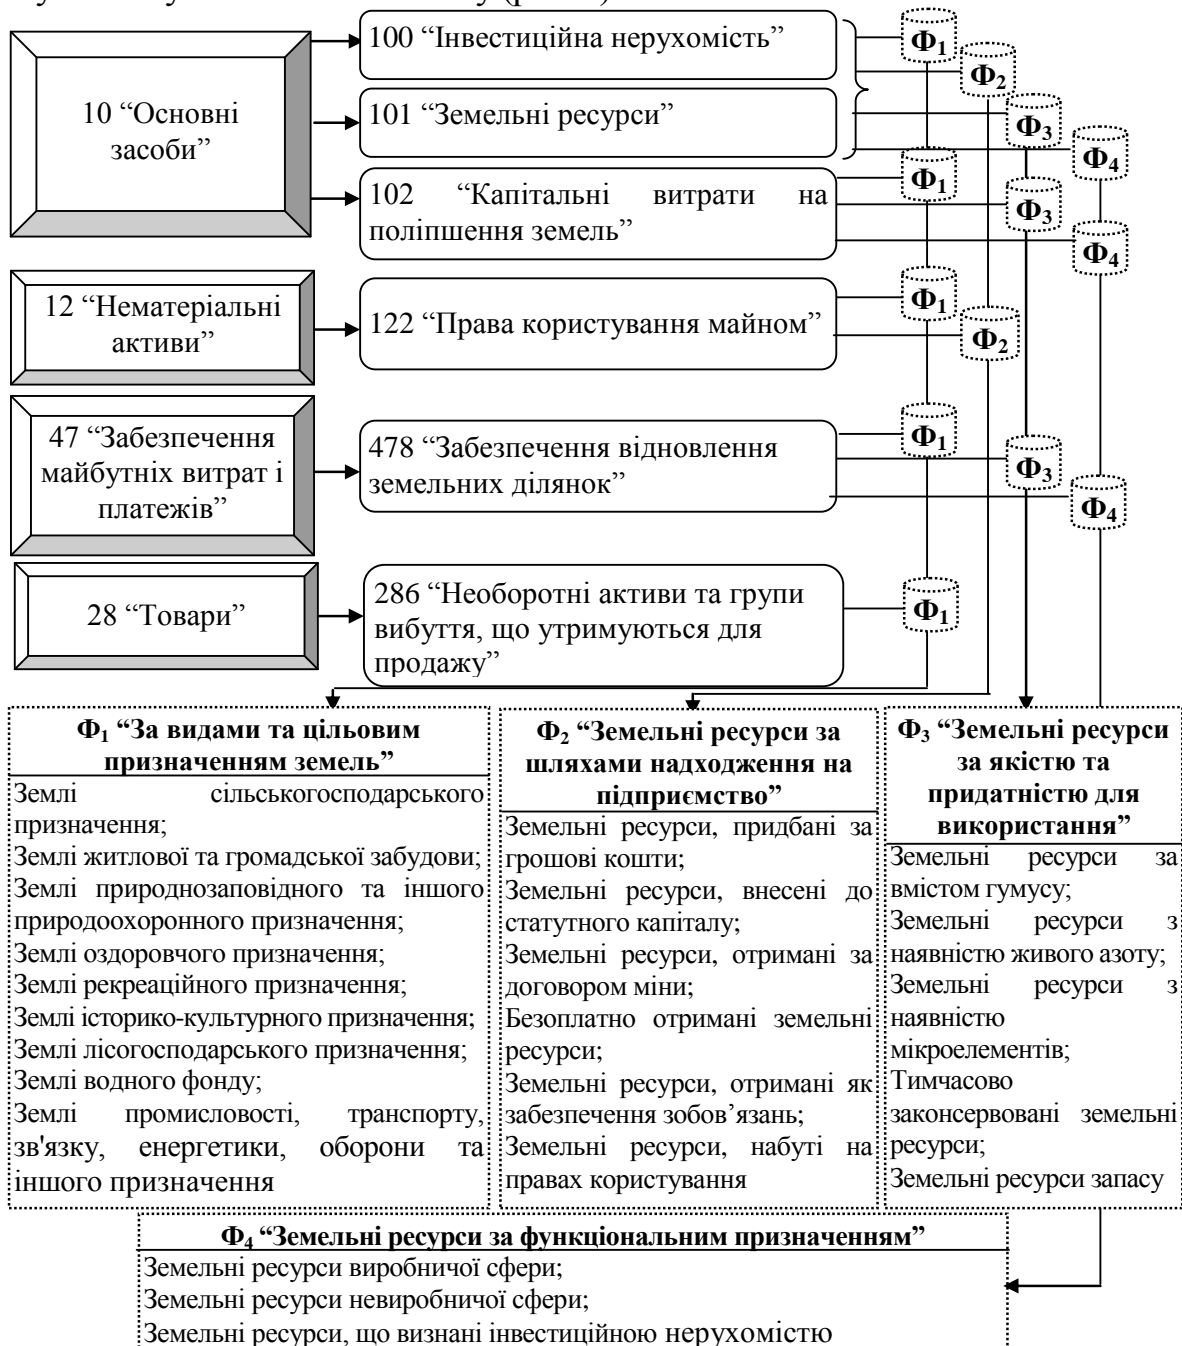 10 “Основні
засоби”
100 “Інвестиційна нерухомість”
101 “Земельні ресурси”
102 “Капітальні витрати на
поліпшення земель”
Ф1
Ф2
Ф3
Ф4
Ф1
Ф3
Ф4
12 “Нематеріальні
активи”
122 “Права користування майном”
Ф1
Ф2
47 “Забезпечення
майбутніх витрат і
платежів”
478 “Забезпечення відновлення
земельних ділянок”
Ф1
Ф3
Ф4
28 “Товари”
286 “Необоротні активи та групи
вибуття, що утримуються для
продажу”
Ф1
Ф1 “За видами та цільовим
призначенням земель”
Землі сільськогосподарського
призначення;
Землі житлової та громадської забудови;
Землі природнозаповідного та іншого
природоохоронного призначення;
Землі оздоровчого призначення;
Землі рекреаційного призначення;
Землі історико-культурного призначення;
Землі лісогосподарського призначення;
Землі водного фонду;
Землі промисловості, транспорту,
зв'язку, енергетики, оборони та
іншого призначення
Ф2 “Земельні ресурси за
шляхами надходження на
підприємство”
Земельні ресурси, придбані за
грошові кошти;
Земельні ресурси, внесені до
статутного капіталу;
Земельні ресурси, отримані за
договором міни;
Безоплатно отримані земельні
ресурси;
Земельні ресурси, отримані як
забезпечення зобов’язань;
Земельні ресурси, набуті на
правах користування
Ф3 “Земельні ресурси
за якістю та
придатністю для
використання”
Земельні ресурси за
вмістом гумусу;
Земельні ресурси з
наявністю живого азоту;
Земельні ресурси з
наявністю
мікроелементів;
Тимчасово
законсервовані земельні
ресурси;
Земельні ресурси запасу
Ф4 “Земельні ресурси за функціональним призначенням”
Земельні ресурси виробничої сфери;
Земельні ресурси невиробничої сфери;
Земельні ресурси, що визнані інвестиційною нерухомістю